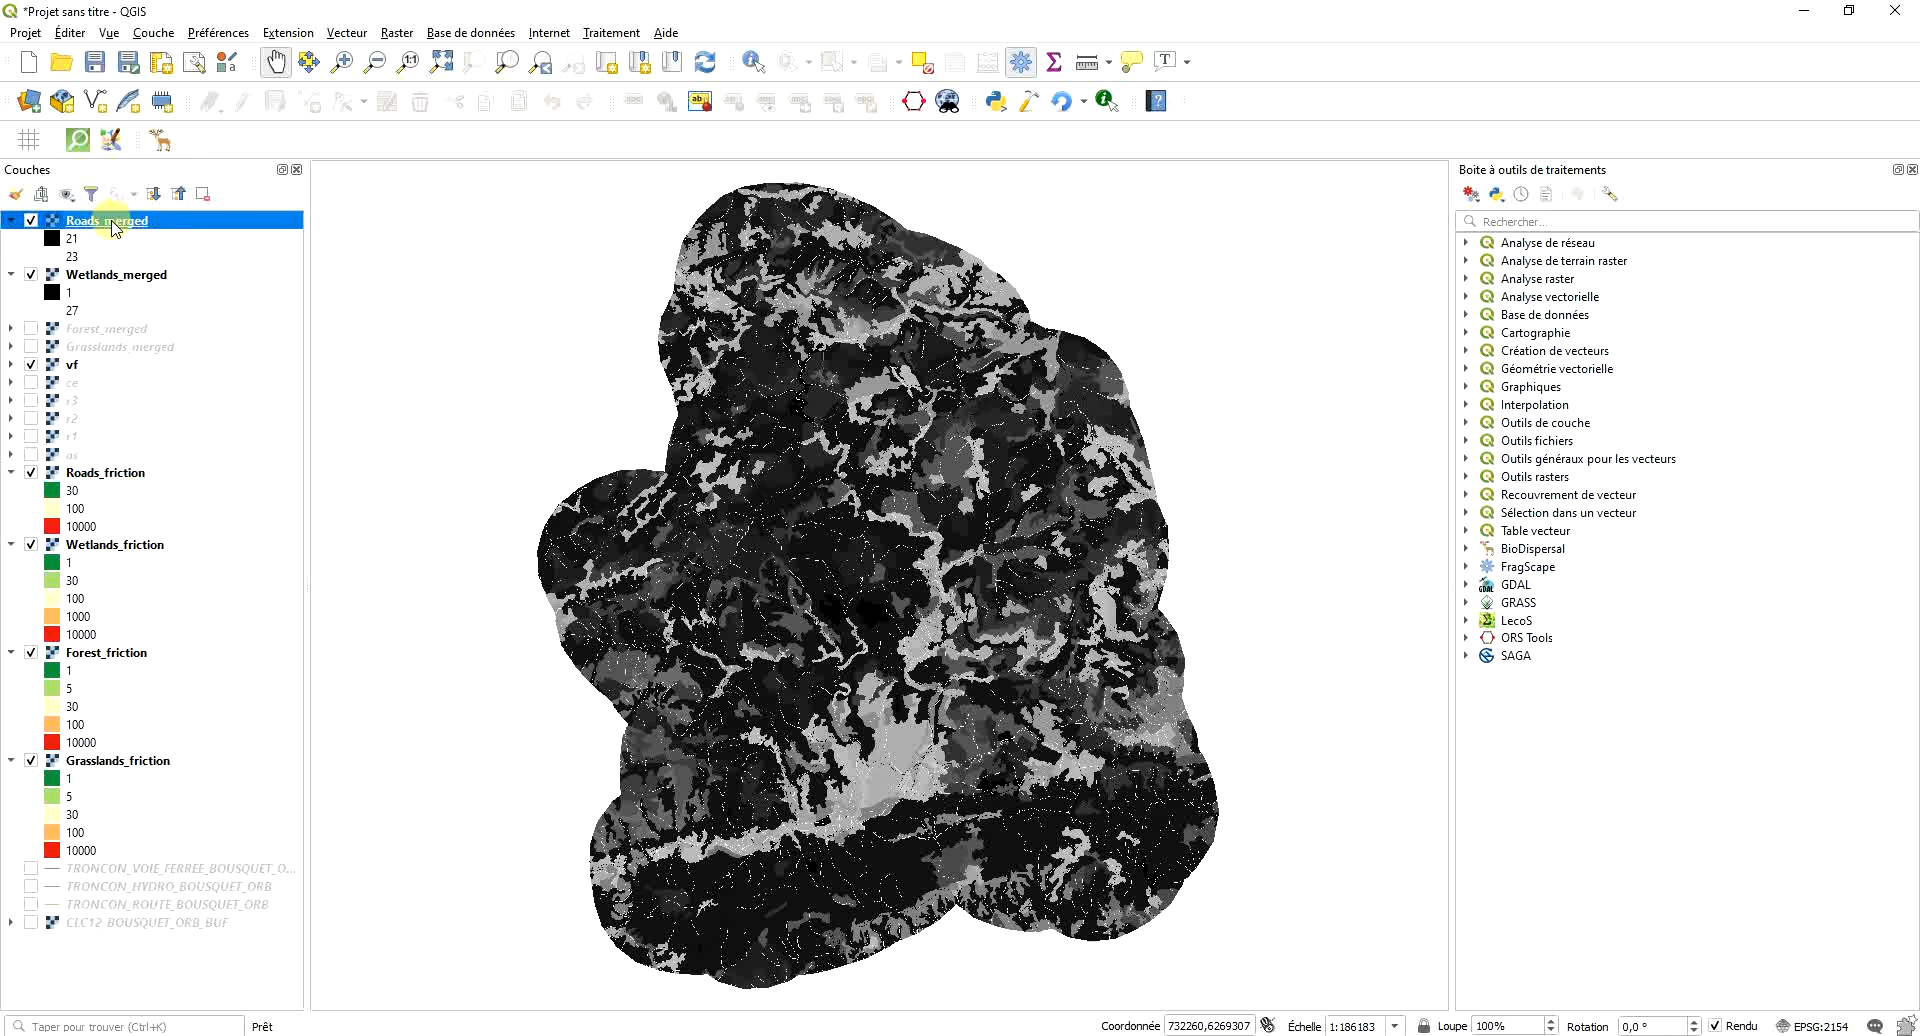 *Projet sans titre - QGIS
Projet Éditer Vue Couche Préférences Extension Vecteur Raster Base de données Internet Traitement Aide
Couches
Roads_merged
21
23
Wetlands_merged
1
27
Forest_merged
Grasslands_merged
vf
ce
r3
r2
r1
os
Roads_friction
30
100
10000
Wetlands_friction
1
30
100
1000
10000
Forest_friction
1
5
30
100
10000
Grasslands_friction
1
5
30
100
10000
TRONCON_VOIE_FERREE_BOUSQUET_O...
TRONCON_HYDRO_BOUSQUET_ORB
TRONCON_ROUTE_BOUSQUET_ORB
CLC12_BOUSQUET_ORB_BUF
Boite à outils de traitements
Rechercher...
Analyse de réseau
Analyse de terrain raster
Analyse raster
Analyse vectorielle
Base de données
Cartographie
Création de vecteurs
Géométrie vectorielle
Graphiques
Interpolation
Outils de couche
Outils fichiers
Outils généraux pour les vecteurs
Outils rasters
Recouvrement de vecteur
Sélection dans un vecteur
Table vecteur
BioDispersal
FragScape
GDAL
GRASS
LecoS
ORS Tools
SAGA
Taper pour trouver (Ctrl+K) Prêt Coordonnée 732260,6269307 Échelle 1:186183 Loupe 100% Rotation 0,0 ° Rendu EPSG:2154